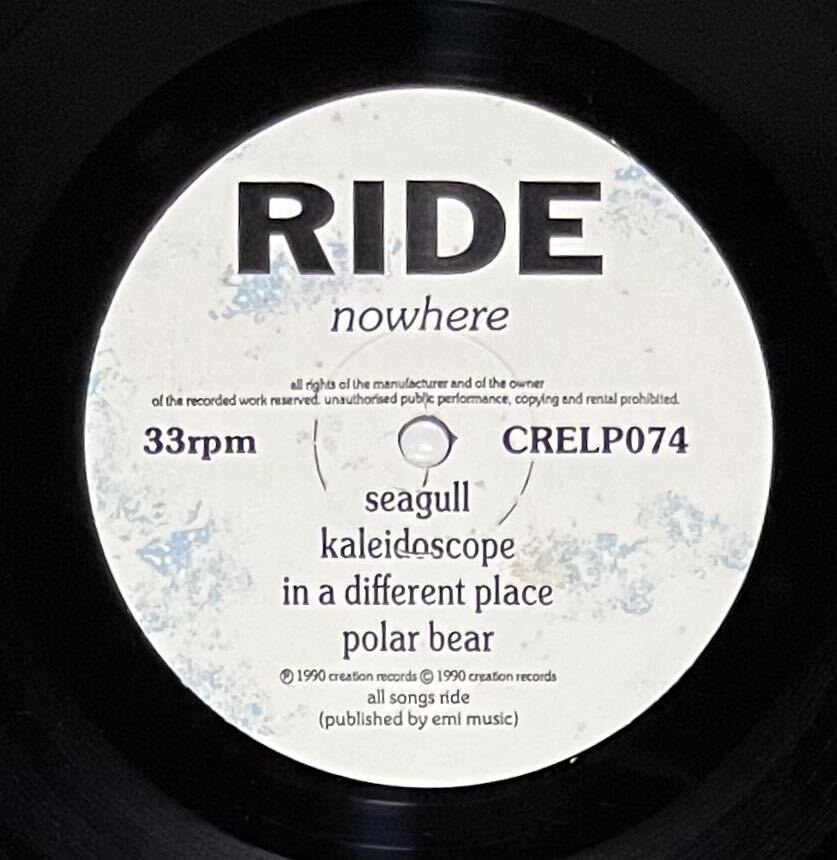 RIDE
nowhere
all rights of the manufacturer and of the owner
of the recorded work reserved. unauthorised public performance, copying and rental prohibited.
33rpm CRELP074
seagull
kaleidoscope
in a different place
polar bear
℗ 1990 creation records © 1990 creation records
all songs ride
(published by emi music)